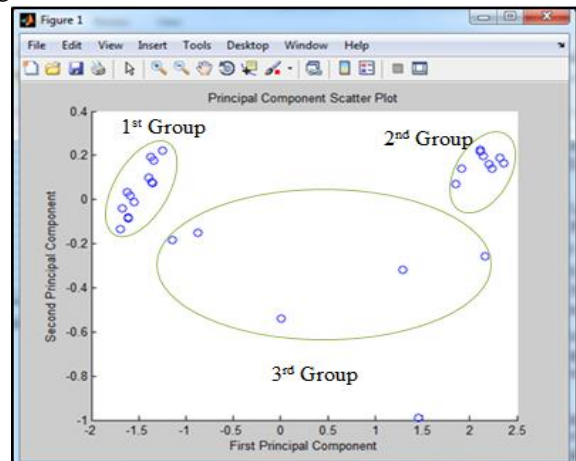 Figure 1
File Edit View Insert Tools Desktop Window Help
Principal Component Scatter Plot
1st Group
2nd Group
3rd Group
0.4
0.2
0
-0.2
-0.4
-0.6
-0.8
-1
-2 -1.5 -1 -0.5 0 0.5 1 1.5 2 2.5
Second Principal Component
First Principal Component